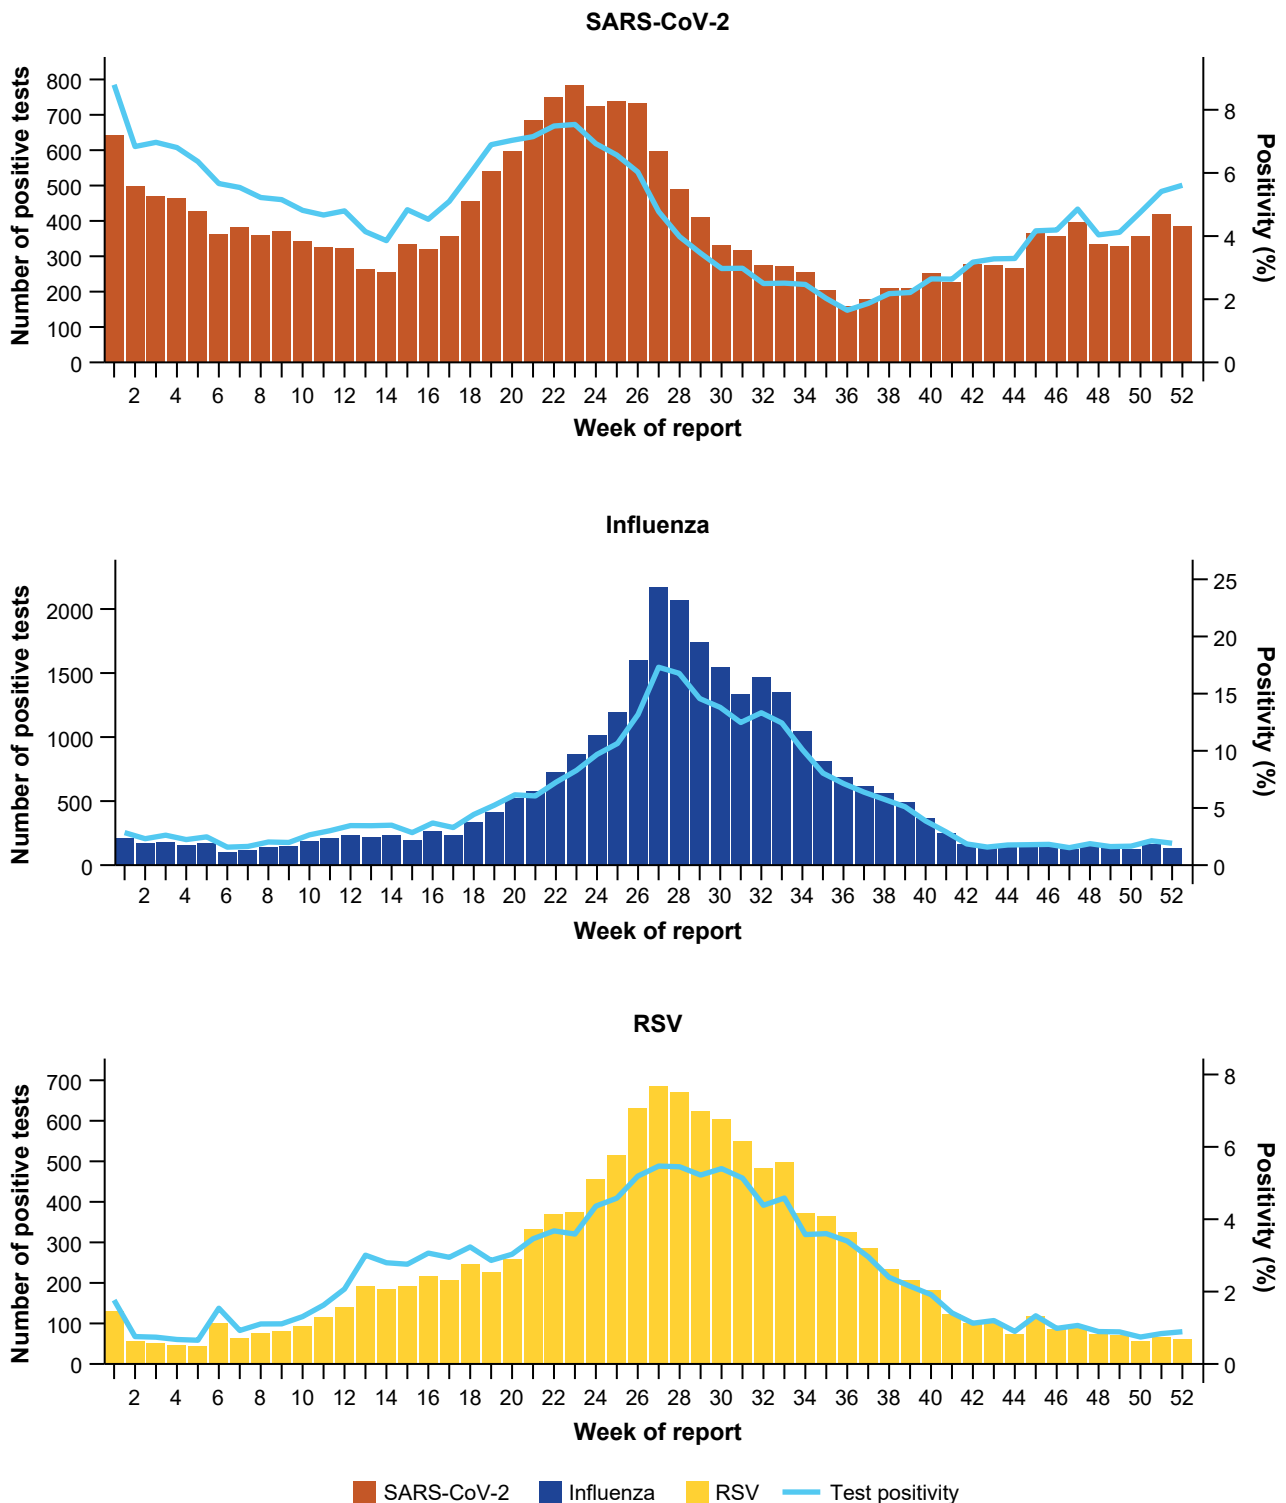 SARS-CoV-2
Number of positive tests
800
700
600
500
400
300
200
100
0
8
6
4
2
0
Positivity (%)
2 4 6 8 10 12 14 16 18 20 22 24 26 28 30 32 34 36 38 40 42 44 46 48 50 52
Week of report
Influenza
Number of positive tests
2000
1500
1000
500
0
25
20
15
10
5
0
Positivity (%)
2 4 6 8 10 12 14 16 18 20 22 24 26 28 30 32 34 36 38 40 42 44 46 48 50 52
Week of report
RSV
Number of positive tests
700
600
500
400
300
200
100
0
8
6
4
2
0
Positivity (%)
2 4 6 8 10 12 14 16 18 20 22 24 26 28 30 32 34 36 38 40 42 44 46 48 50 52
Week of report
SARS-CoV-2 Influenza RSV Test positivity